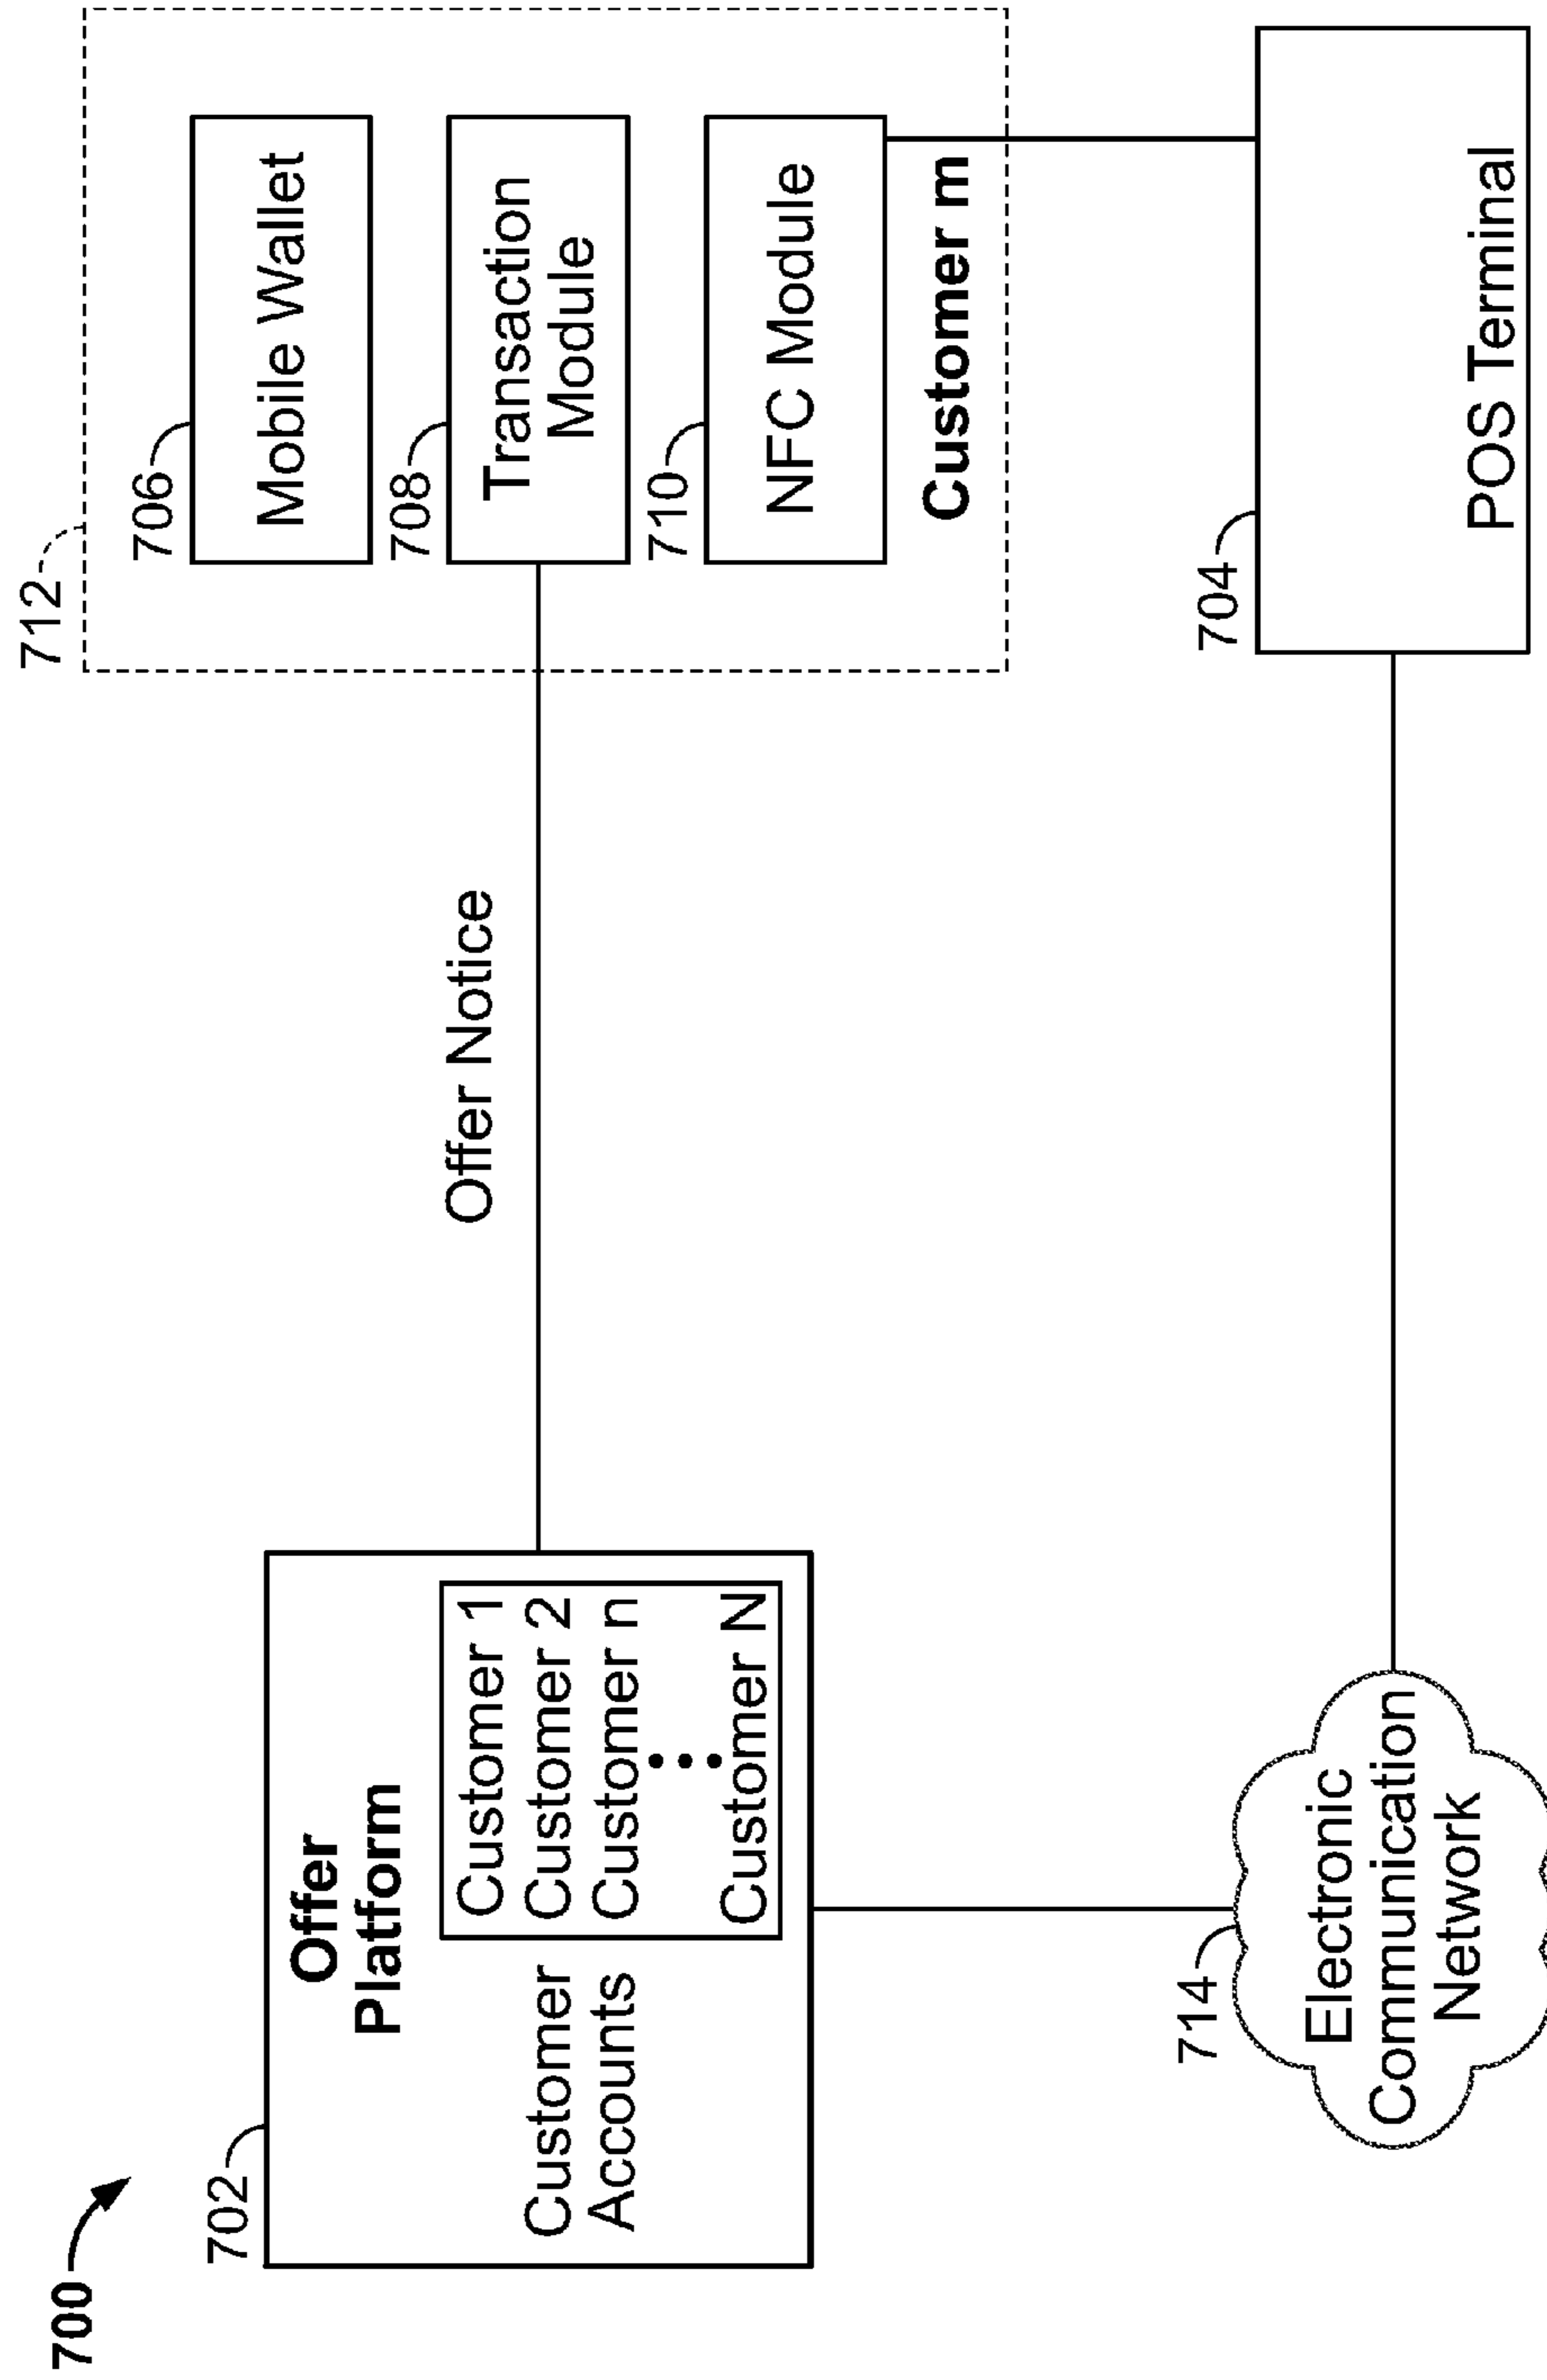 700
702
Offer
Platform
Customer
Accounts
Customer 1
Customer 2
Customer n
Customer N
Offer Notice
712
706
Mobile Wallet
708
Transaction
Module
710
NFC Module
Customer m
714
Electronic
Communication
Network
704
POS Terminal